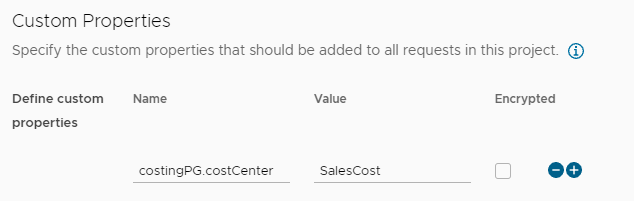 Custom Properties
Specify the custom properties that should be added to all requests in this project.
Define custom properties
Name
Value
Encrypted
costingPG.costCenter
SalesCost